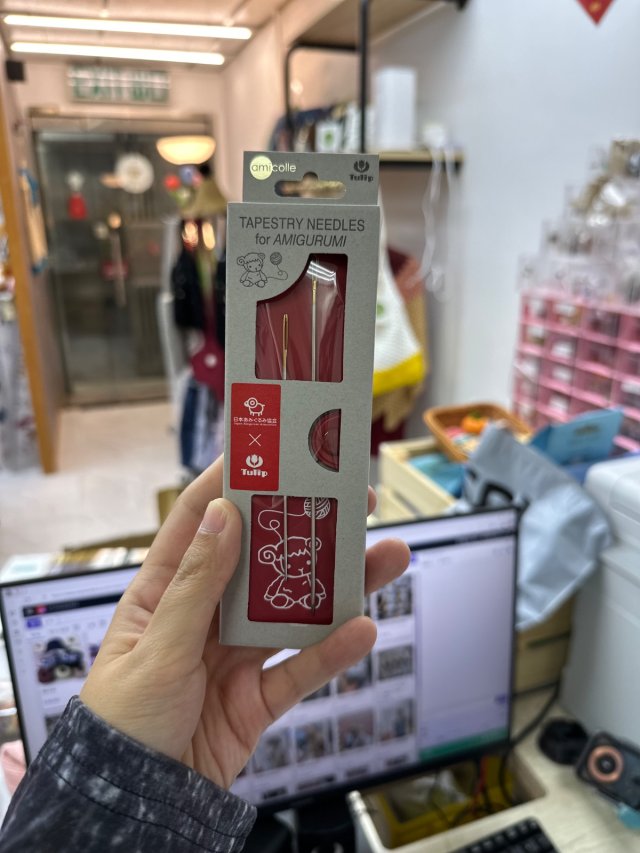 amicolle
Tulip
TAPESTRY NEEDLES
for AMIGURUMI
日本あみぐるみ協会
×
Tulip